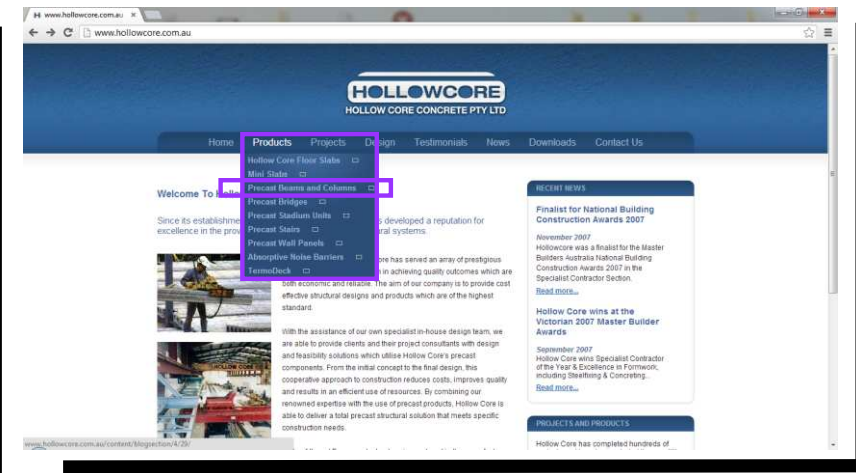 www.hollowcore.com.au
www.hollowcore.com.au
HOLLOWCORE
HOLLOW CORE CONCRETE PTY LTD
Home Products Projects Design Testimonials News Downloads Contact Us
Hollow Core Floor Slabs
Mini Slabs
Precast Beams and Columns
Precast Bridges
Precast Stadium Units
Precast Stairs
Precast Wall Panels
Absorptive Noise Barriers
TermoDeck
Welcome To
Since its developed a reputation for
excellence in the systems
has served an array of prestigious
in achieving quality outcomes which are
both economic and reliable. The aim of our company is to provide cost
effective structural designs and products which are of the highest
standard.
With the assistance of our own specialist in-house design team, we
are able to provide clients and their project consultants with design
and feasibility solutions which utilise Hollow Core's precast
components. From the initial concept to the final design, this
cooperative approach to construction reduces costs, improves quality
and results in an efficient use of resources. By combining our
renowned expertise with the use of precast products, Hollow Core is
able to deliver a total precast structural solution that meets specific
construction needs.
RECENT NEWS
Finalist for National Building
Construction Awards 2007
November 2007
Hollowcore was a finalist for the Master
Builders Australia National Building
Construction Awards 2007 in the
Specialist Contractor Section.
Read more...
Hollow Core wins at the
Victorian 2007 Master Builder
Awards
September 2007
Hollow Core wins Specialist Contractor
of the Year & Excellence in Formwork,
including Steelfixing & Concreting...
Read more...
PROJECTS AND PRODUCTS
Hollow Core has completed hundreds of
www.hollowcore.com.au/content/blogsection/4/29/